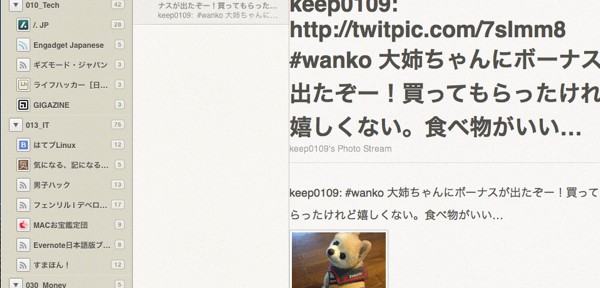 010_Tech 42
/. JP 28
Engadget Japanese 5
ギズモード・ジャパン 3
ライフハッカー［日... 2
GIGAZINE 4
013_IT 76
はてブLinux 12
気になる、記になる... 5
男子ハック 13
フェンリル | デベロ... 17
MACお宝鑑定団 9
Evernote日本語版ブ... 8
すまほん！ 12
030_Money 5
ナスが出たぞー！買ってもらった...
keep0109: #wanko 大姉ちゃんに...
keep0109:
http://twitpic.com/7slmm8
#wanko 大姉ちゃんにボーナス
出たぞー！買ってもらったけれ
嬉しくない。食べ物がいい...
keep0109's Photo Stream
keep0109: #wanko 大姉ちゃんにボーナスが出たぞー！買って
らったけれど嬉しくない。食べ物がいい...